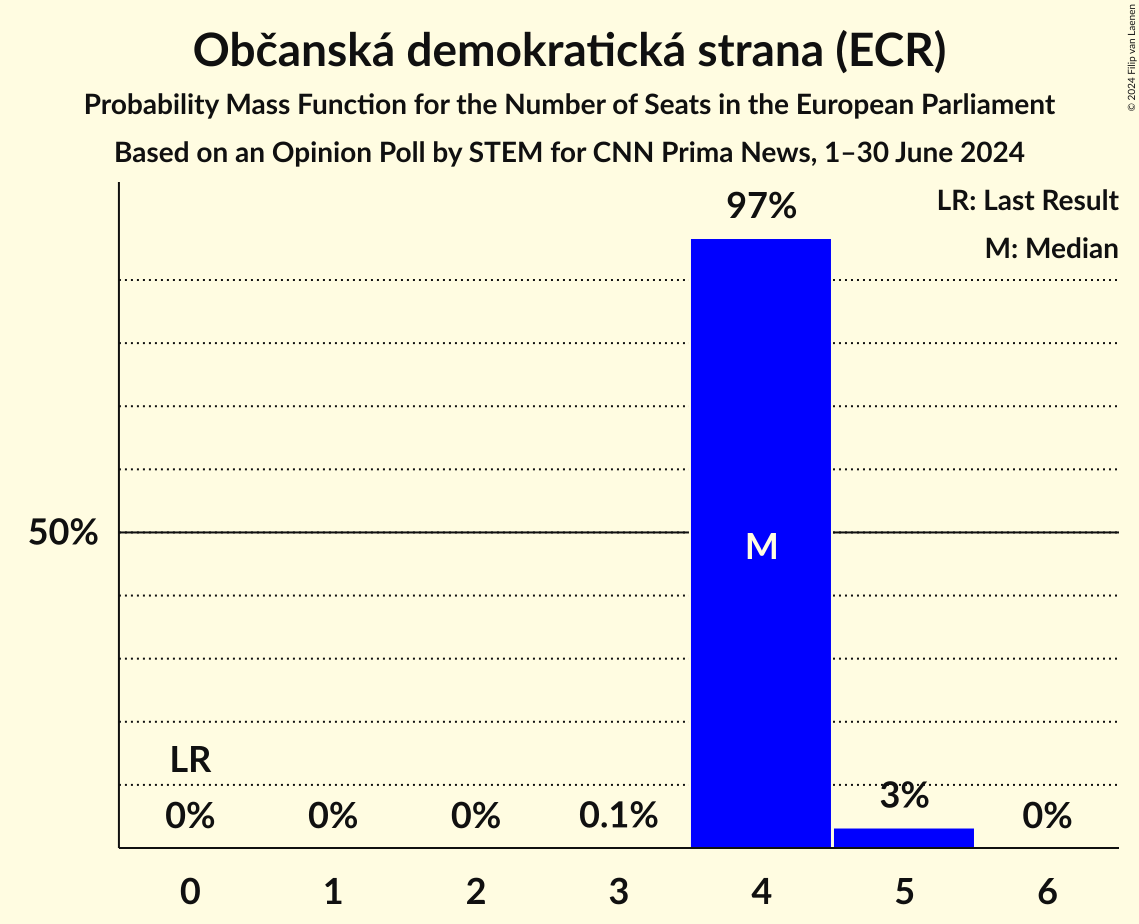 Občanská demokratická strana (ECR)
Probability Mass Function for the Number of Seats in the European Parliament
Based on an Opinion Poll by STEM for CNN Prima News, 1–30 June 2024
© 2024 Filip van Laenen
LR: Last Result
M: Median
97%
50%
M
LR
0%
0%
0%
0.1%
3%
0%
0
1
2
3
4
5
6